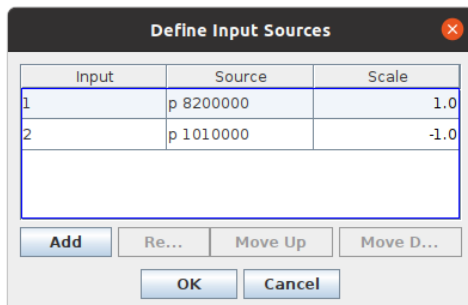 Define Input Sources
Input Source Scale
1 p 8200000 1.0
2 p 1010000 -1.0
Add Re... Move Up Move D...
OK Cancel